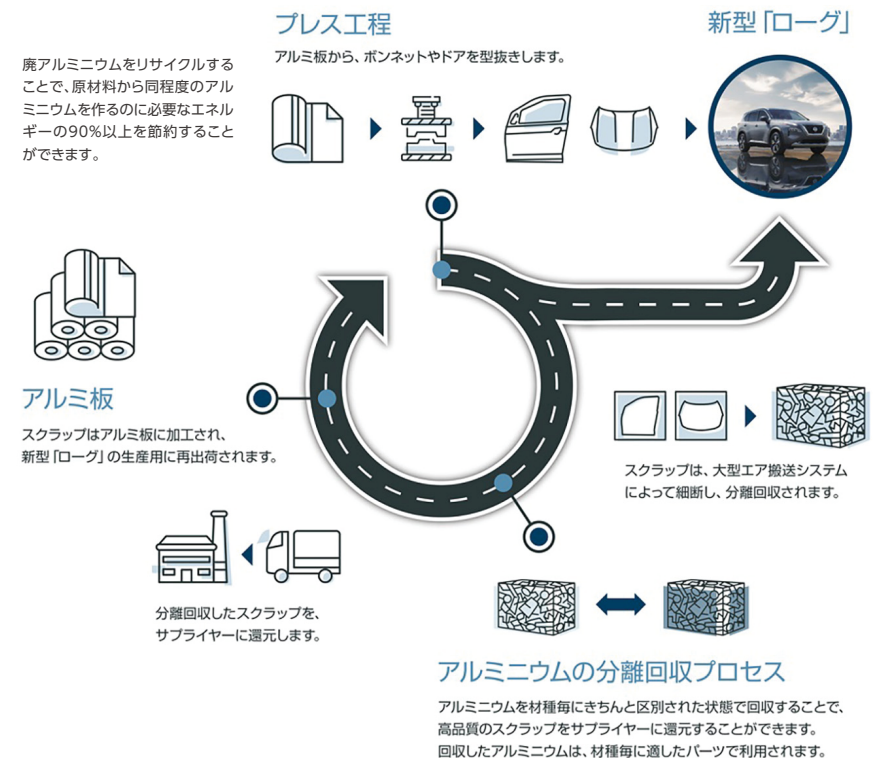 プレス工程
アルミ板から、ボンネットやドアを型抜きします。
新型「ローグ」
廃アルミニウムをリサイクルする
ことで、原材料から同程度のアル
ミニウムを作るのに必要なエネル
ギーの90%以上を節約すること
ができます。
アルミ板
スクラップはアルミ板に加工され、
新型「ローグ」の生産用に再出荷されます。
スクラップは、大型エア搬送システム
によって細断し、分離回収されます。
分離回収したスクラップを、
サプライヤーに還元します。
アルミニウムの分離回収プロセス
アルミニウムを材種毎にきちんと区別された状態で回収することで、
高品質のスクラップをサプライヤーに還元することができます。
回収したアルミニウムは、材種毎に適したパーツで利用されます。